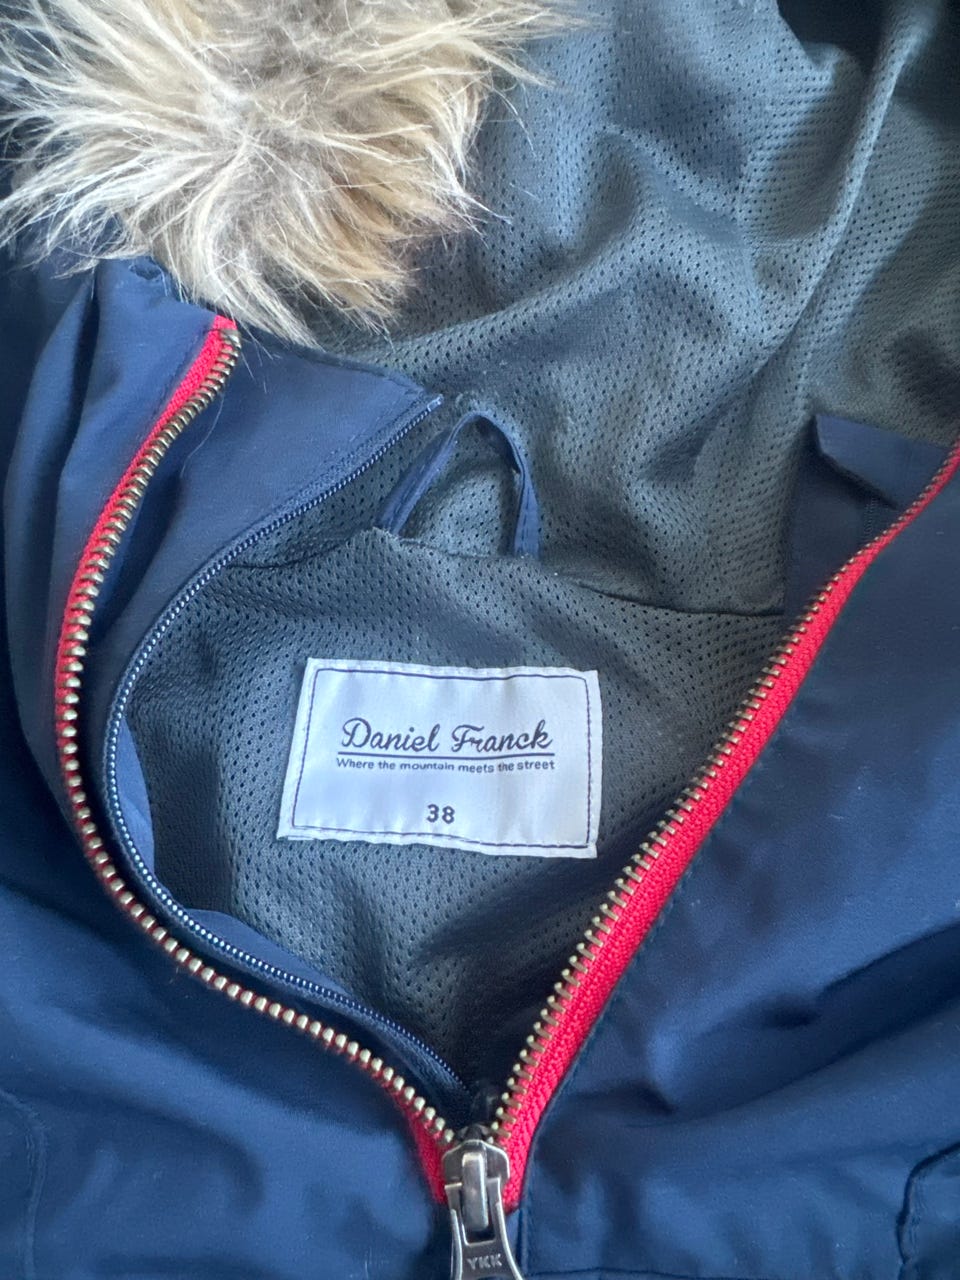 Daniel Franck
Where the mountain meets the street
38
YKK